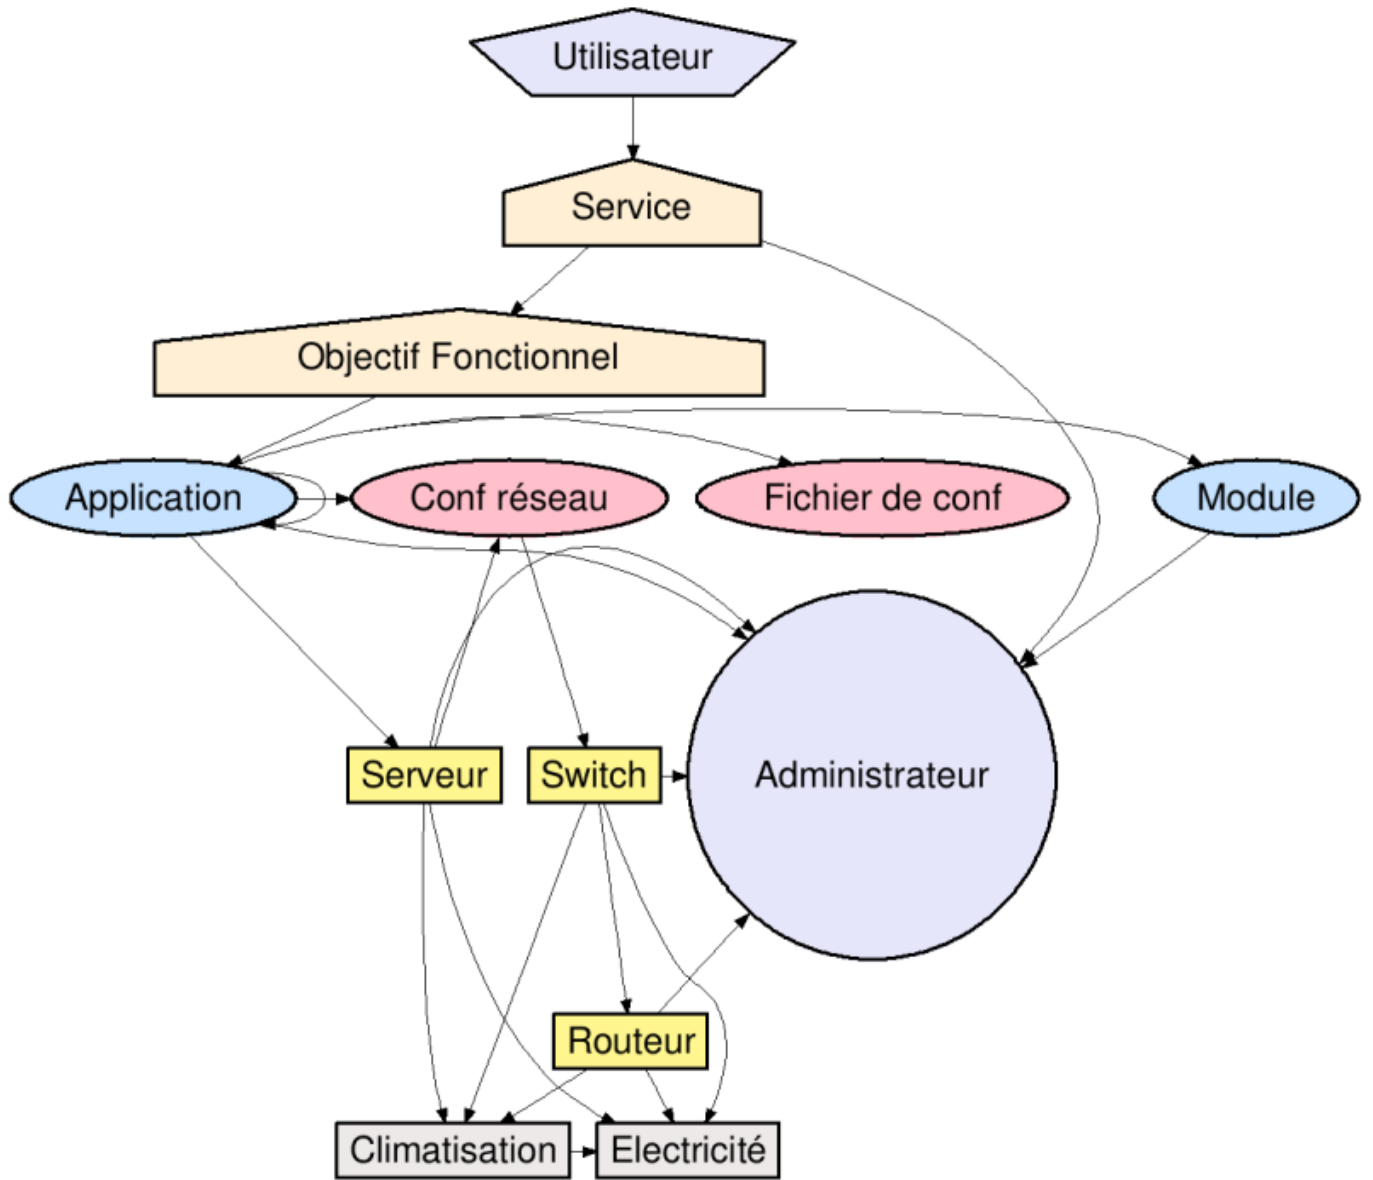 Utilisateur
Service
Objectif Fonctionnel
Application
Conf réseau
Fichier de conf
Module
Serveur
Switch
Administrateur
Routeur
Climatisation
Electricité